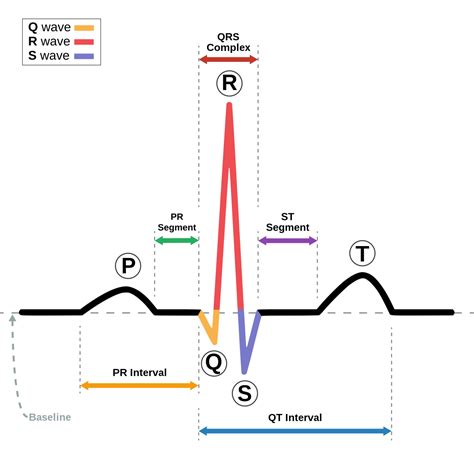 Q wave
R wave
S wave
QRS
Complex
R
PR
Segment
ST
Segment
P
T
Q
PR Interval
S
Baseline
QT Interval